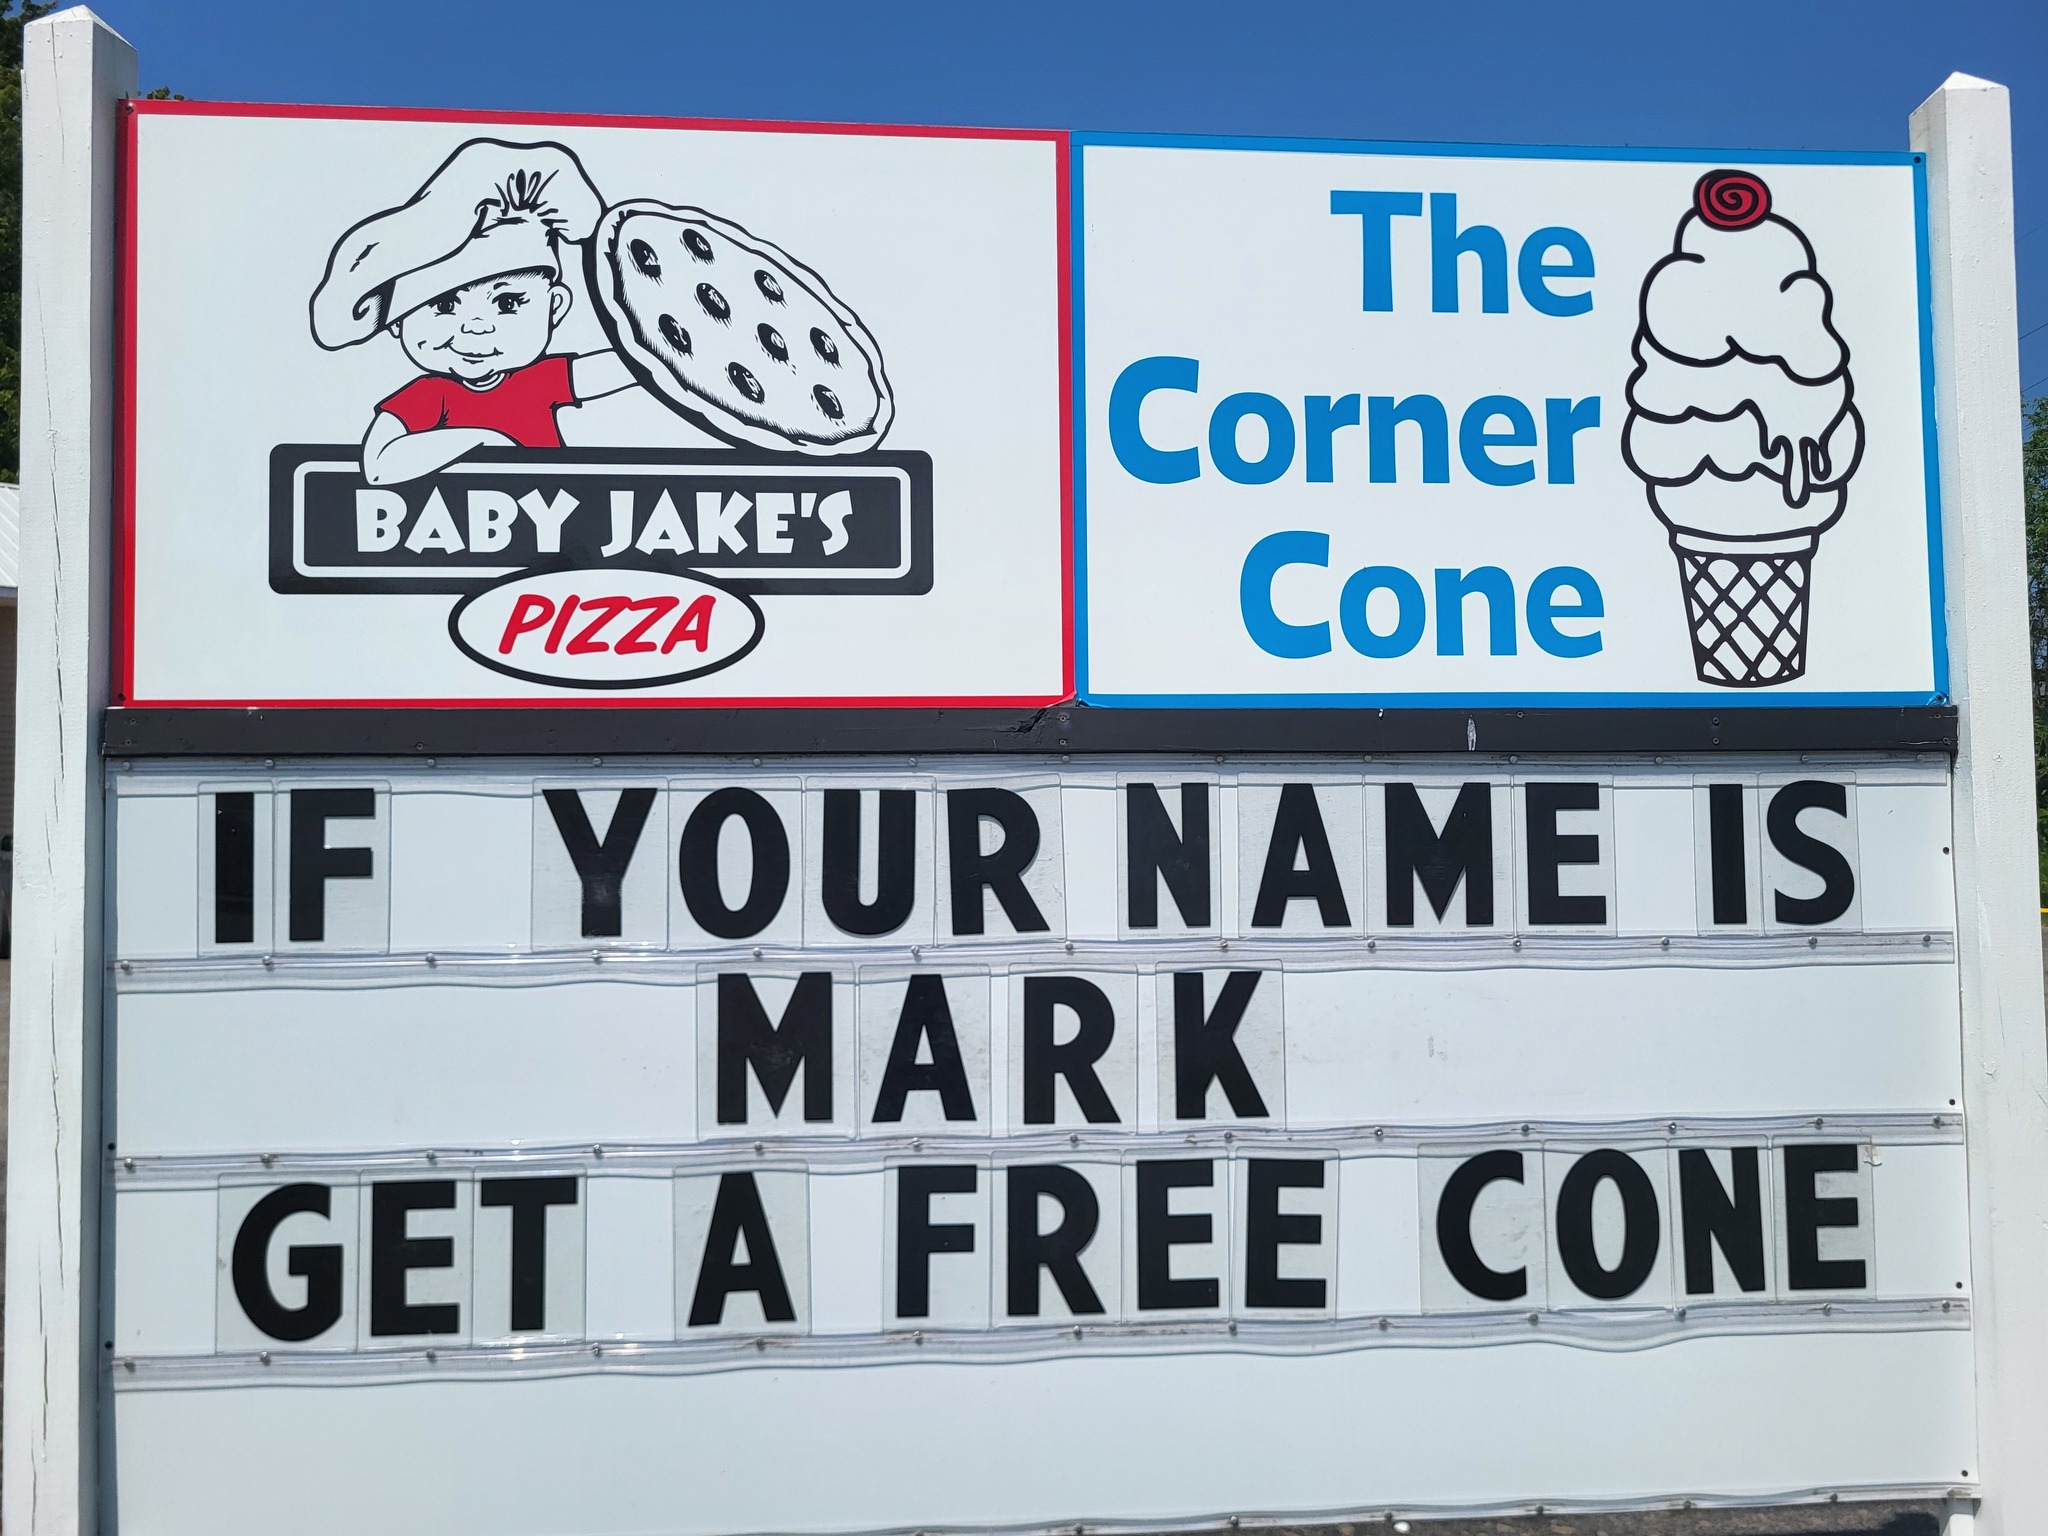 BABY JAKE'S
PIZZA
The
Corner
Cone
IF YOUR NAME IS
MARK
GET A FREE CONE